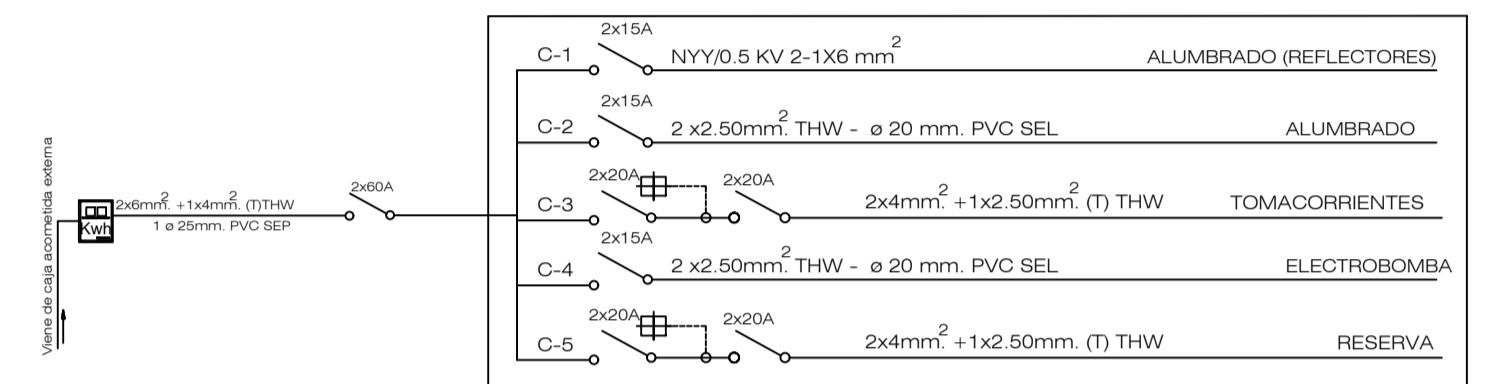 Viene de caja acometida externa
Kwh
2x6mm². +1x4mm². (T)THW
1 ø 25mm. PVC SEP
2x60A
C-1
2x15A
NYY/0.5 KV 2-1X6 mm²
ALUMBRADO (REFLECTORES)
C-2
2x15A
2 x2.50mm². THW - ø 20 mm. PVC SEL
ALUMBRADO
C-3
2x20A
2x20A
2x4mm². +1x2.50mm². (T) THW
TOMACORRIENTES
C-4
2x15A
2 x2.50mm². THW - ø 20 mm. PVC SEL
ELECTROBOMBA
C-5
2x20A
2x20A
2x4mm². +1x2.50mm. (T) THW
RESERVA